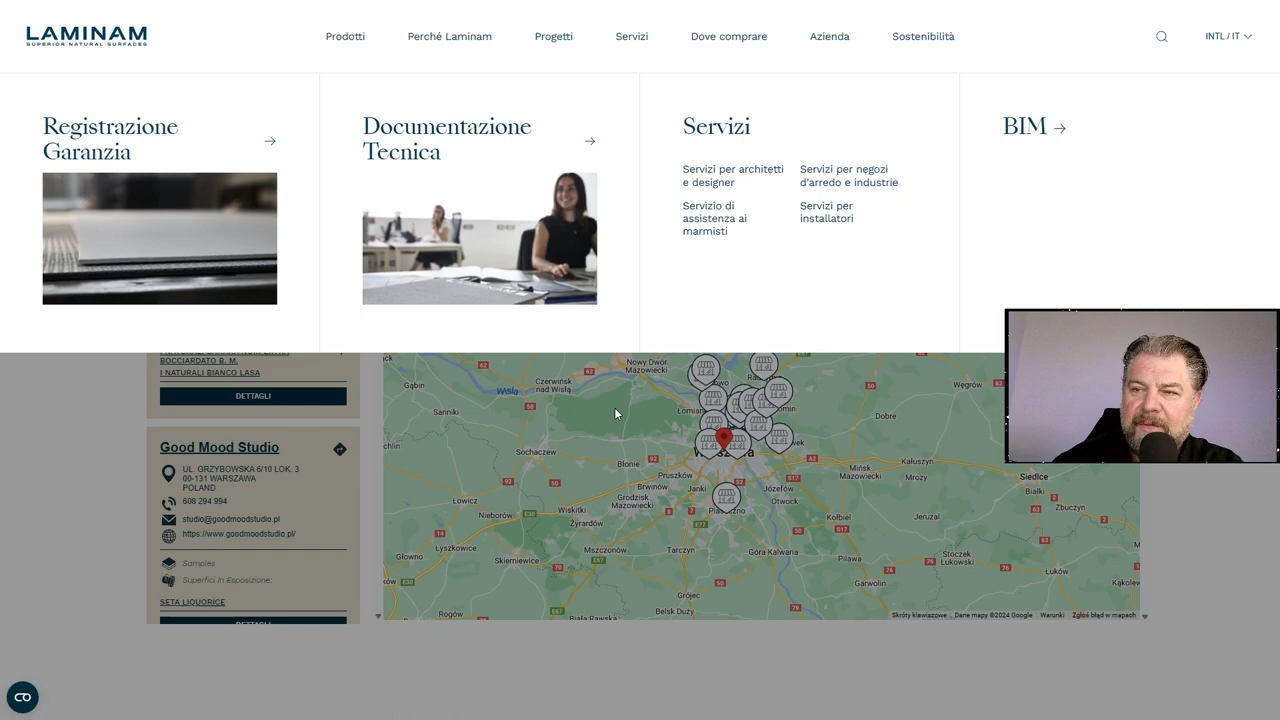 LAMINAM
SUPERIOR NATURAL SURFACES
Prodotti
Perché Laminam
Progetti
Servizi
Dove comprare
Azienda
Sostenibilità
INTL / IT
Registrazione
Garanzia
Documentazione
Tecnica
Servizi
Servizi per architetti
e designer
Servizi per negozi
d'arredo e industrie
Servizio di
assistenza ai
marmisti
Servizi per
installatori
BIM
BOCCIARDATO B. M.
I NATURALI BIANCO LASA
DETTAGLI
Good Mood Studio
UL. GRZYBOWSKA 6/10 LOK. 3
00-131 WARSZAWA
POLAND
608 294 994
studio@goodmoodstudio.pl
https://www.goodmoodstudio.pl/
Samples
Superfici In Esposizione:
SETA LIQUORICE
DETTAGLI
Gąbin
Wisła
Czerwińsk
nad Wisłą
Nowy Dwór
Mazowiecki
Węgrów
Sanniki
Dobre
Sochaczew
Błonie
Kałuszyn
Pruszków
Mińsk
Mazowiecki
Siedlce
Brwinów
Janki
Józefów
Otwock
Grodzisk
Mazowiecki
Łowicz
Nieborów
Wiskitki
Żyrardów
Kołbiel
Jeruzal
Białki
Zbuczyn
Łyszkowice
Mszczonów
Tarczyn
Góra Kalwaria
Pilawa
Stoczek
Łukowski
Głowno
Skierniewice
Garwolin
Łuków
Grójec
Rogów
Belsk Duży
Biała Rawska
Skróty klawiszowe
Dane mapy ©2024 Google
Warunki
Zgłoś błąd w mapach